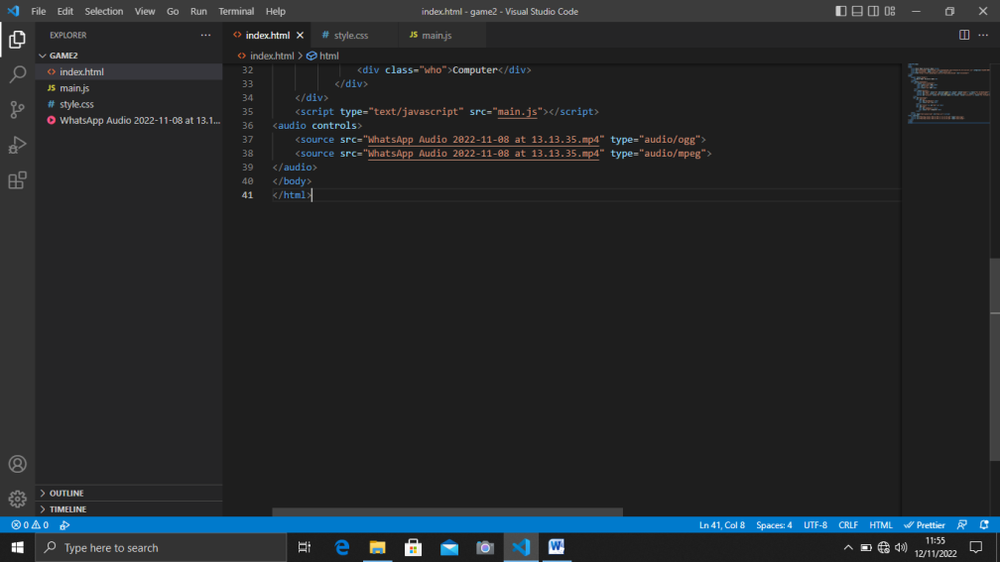 File Edit Selection View Go Run Terminal Help
index.html - game2 - Visual Studio Code
EXPLORER
GAME2
index.html
main.js
style.css
WhatsApp Audio 2022-11-08 at 13.1...
OUTLINE
TIMELINE
index.html style.css JS main.js
index.html > html
32 <div class="who">Computer</div>
33 </div>
34 </div>
35 <script type="text/javascript" src="main.js"></script>
36 <audio controls>
37 <source src="WhatsApp Audio 2022-11-08 at 13.13.35.mp4" type="audio/ogg">
38 <source src="WhatsApp Audio 2022-11-08 at 13.13.35.mp4" type="audio/mpeg">
39 </audio>
40 </body>
41 </html>
0 0 Ln 41, Col 8 Spaces: 4 UTF-8 CRLF HTML Prettier
Type here to search
11:55
12/11/2022